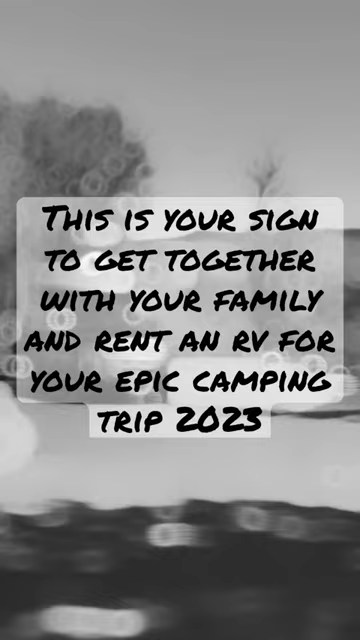 This is your sign
to get together
with your family
and rent an rv for
your epic camping
trip 2023